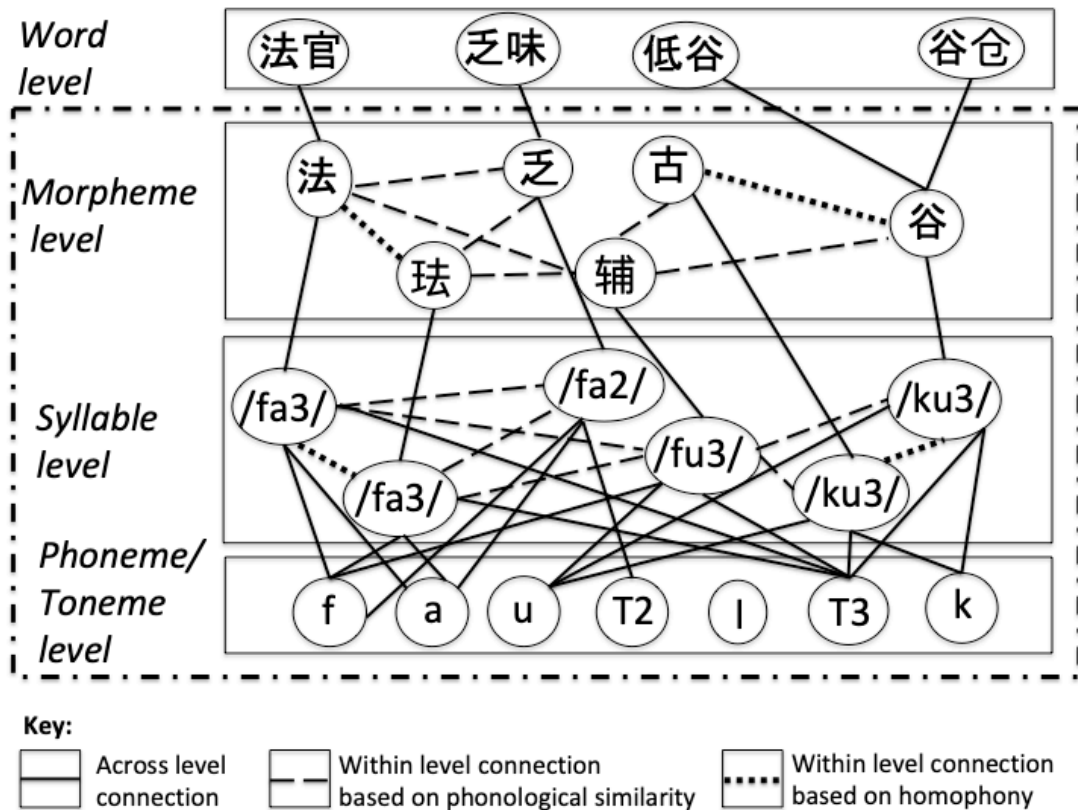 Word
level
法官
乏味
低谷
谷仓
Morpheme
level
法
乏
古
谷
珐
辅
Syllable
level
/fa3/
/fa2/
/ku3/
/fu3/
/fa3/
/ku3/
Phoneme/
Toneme
level
f
a
u
T2
l
T3
k
Key:
Across level
connection
Within level connection
based on phonological similarity
Within level connection
based on homophony